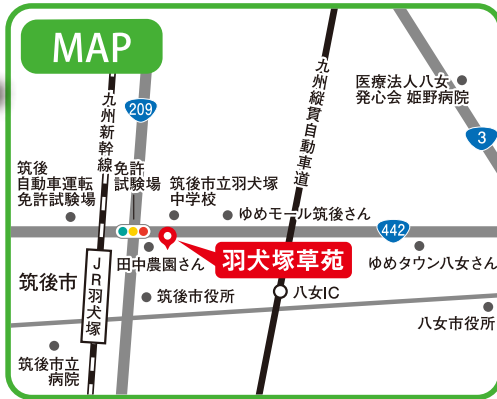 MAP
209
九州新幹線
九州縦貫自動車道
医療法人八女
発心会 姫野病院
3
筑後
自動車運転
免許試験場
免許
試験場
筑後市立羽犬塚
中学校
ゆめモール筑後さん
442
田中農園さん
羽犬塚草苑
ゆめタウン八女さん
筑後市
JR羽犬塚
筑後市役所
八女IC
八女市役所
筑後市立
病院